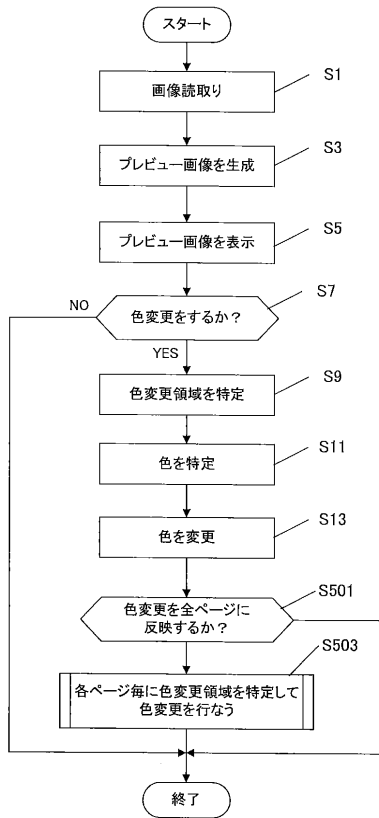 スタート
画像読取り
S1
プレビュー画像を生成
S3
プレビュー画像を表示
S5
色変更をするか？
S7
NO
YES
色変更領域を特定
S9
色を特定
S11
色を変更
S13
色変更を全ページに
反映するか？
S501
各ページ毎に色変更領域を特定して
色変更を行なう
S503
終了